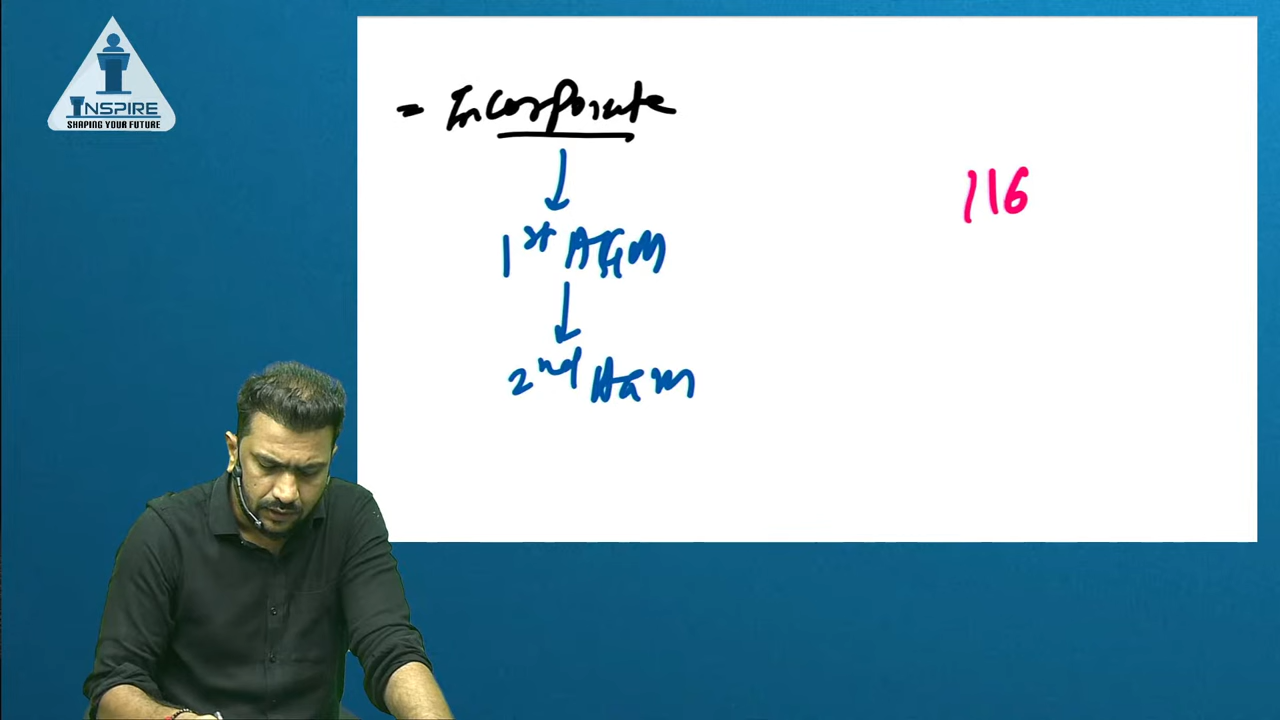 INSPIRE
SHAPING YOUR FUTURE
= Incorporate
1st AGM
2nd AGM
116